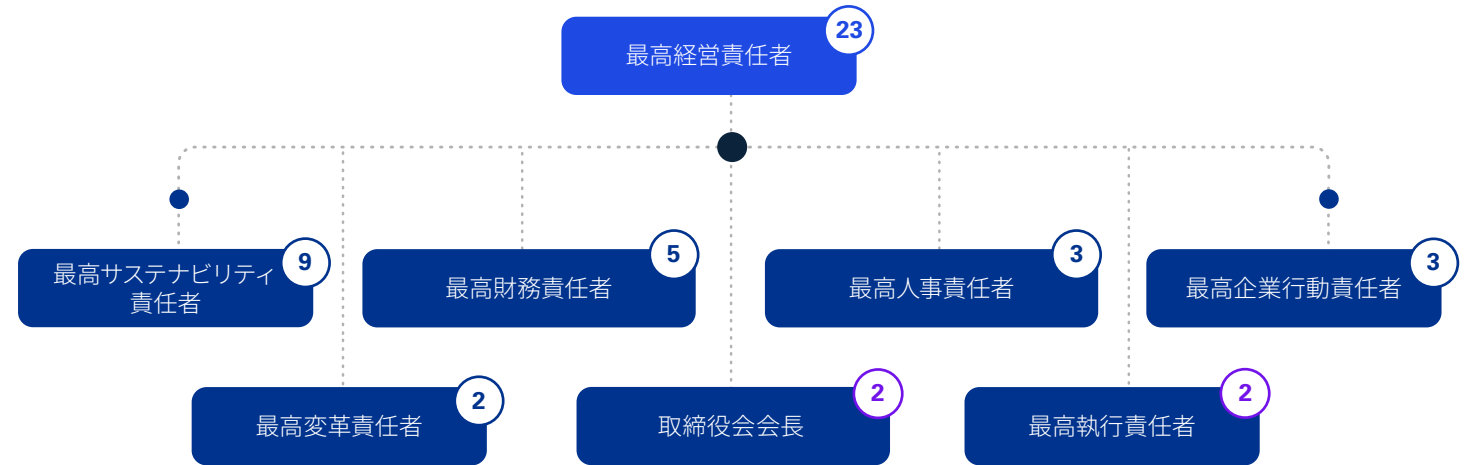 23
最高経営責任者
9
最高サステナビリティ
責任者
5
最高財務責任者
3
最高人事責任者
3
最高企業行動責任者
2
最高変革責任者
2
取締役会会長
2
最高執行責任者